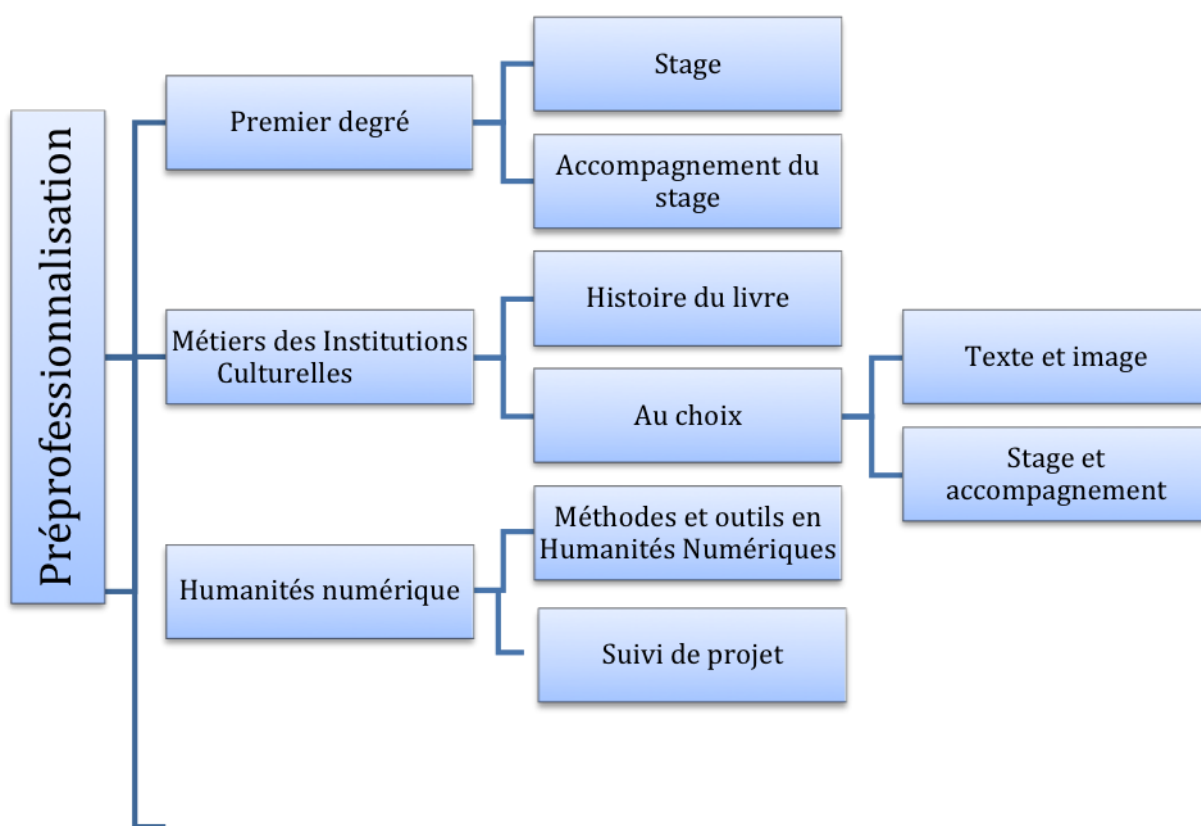 Préprofessionnalisation
Premier degré
Stage
Accompagnement du
stage
Métiers des Institutions
Culturelles
Histoire du livre
Au choix
Texte et image
Stage et
accompagnement
Humanités numérique
Méthodes et outils en
Humanités Numériques
Suivi de projet